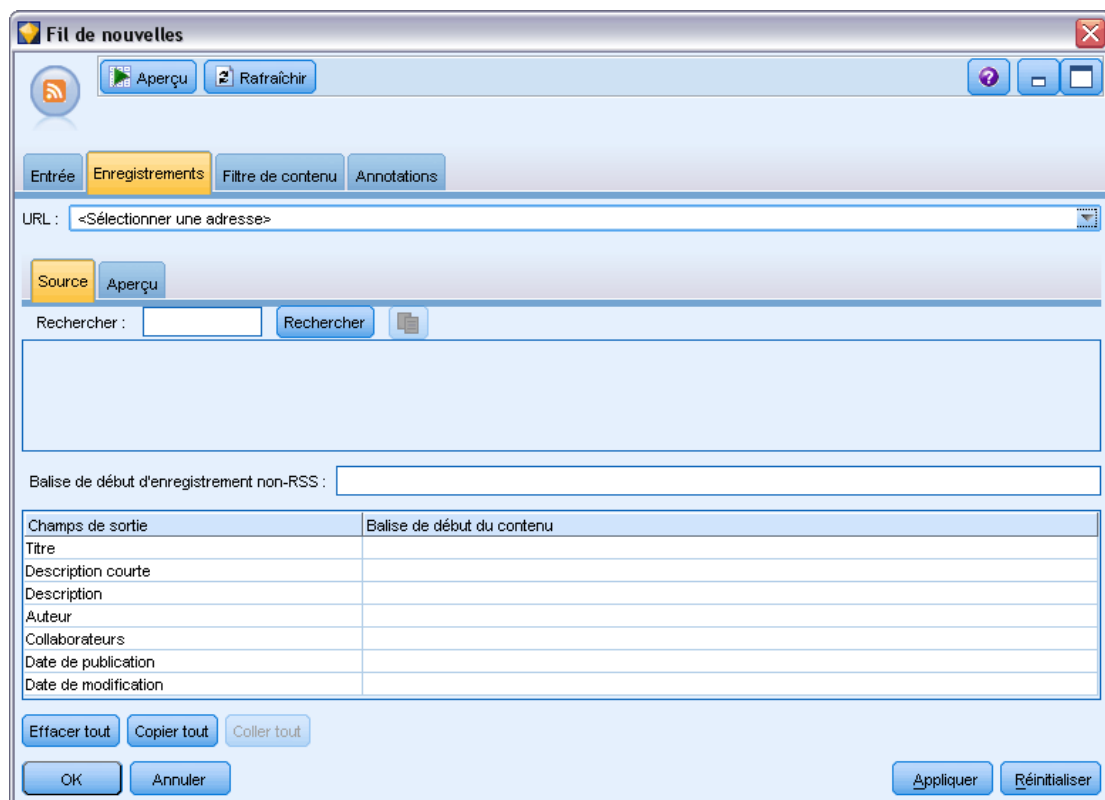 Fil de nouvelles
Aperçu Rafraîchir
Entrée Enregistrements Filtre de contenu Annotations
URL : <Sélectionner une adresse>
Source Aperçu
Rechercher : Rechercher
Balise de début d'enregistrement non-RSS :
Champs de sortie Balise de début du contenu
Titre
Description courte
Description
Auteur
Collaborateurs
Date de publication
Date de modification
Effacer tout Copier tout Coller tout
OK Annuler Appliquer Réinitialiser